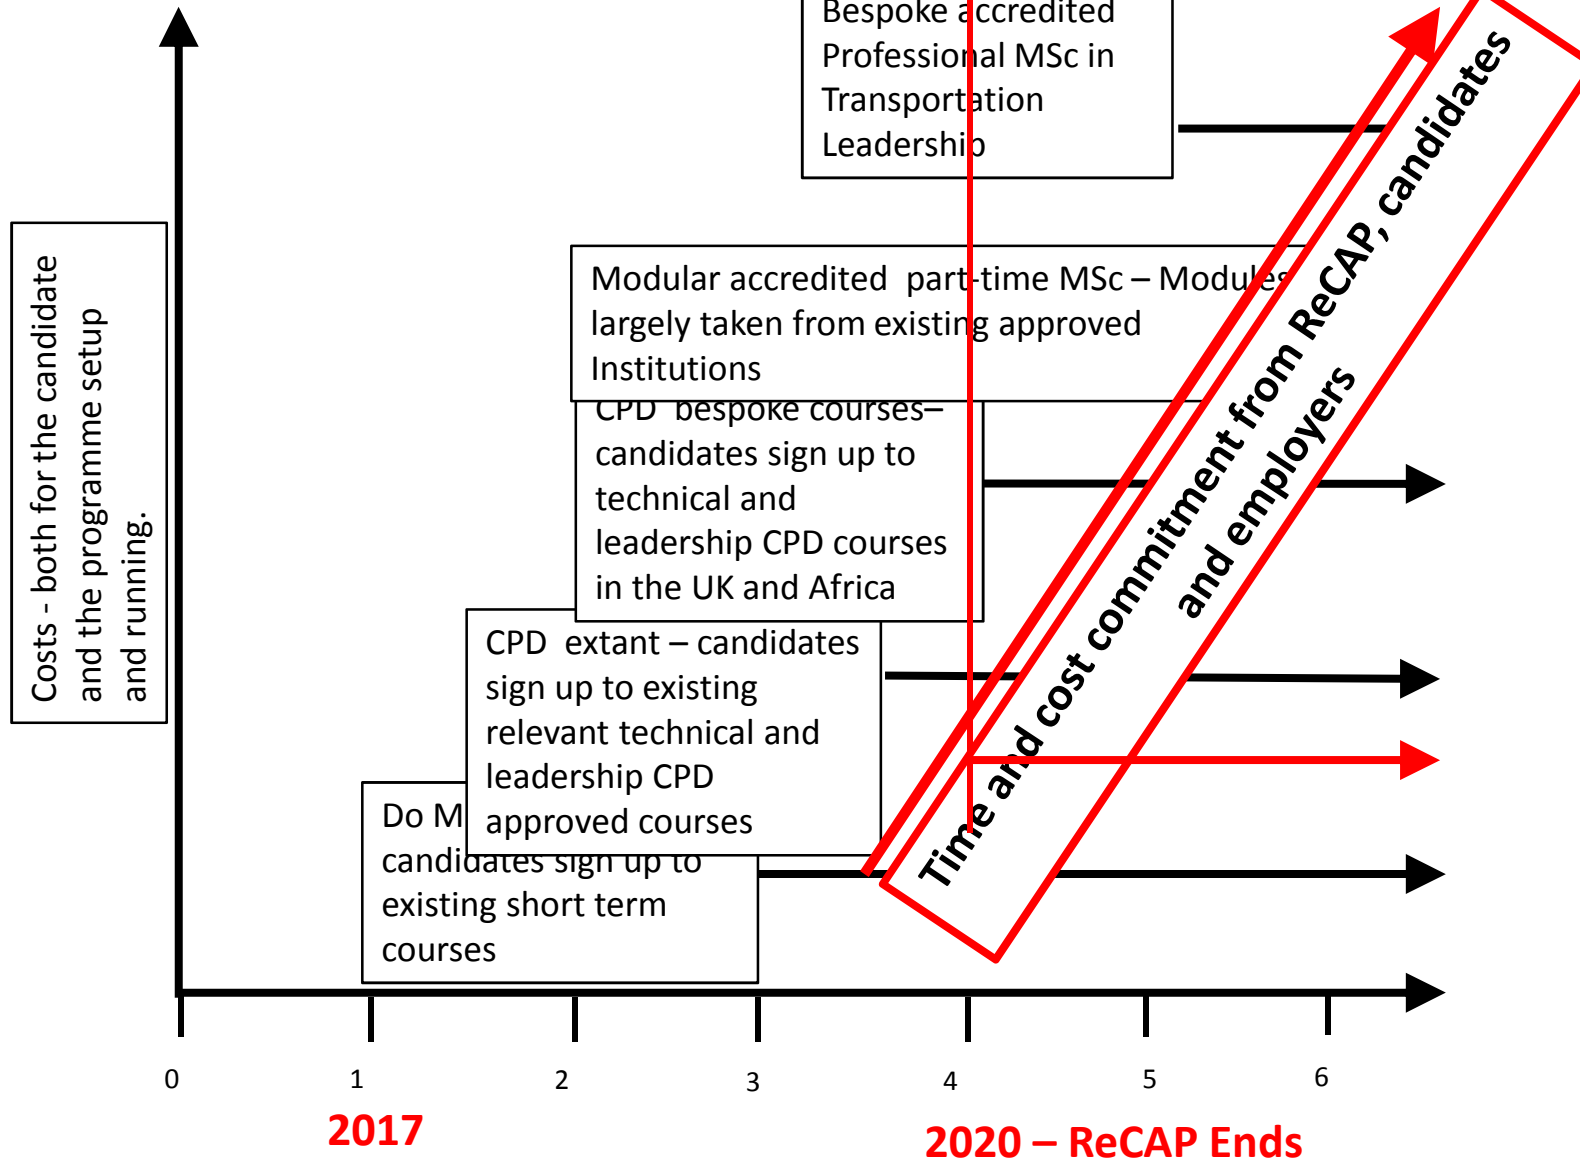 Bespoke accredited
Professional MSc in
Transportation
Leadership
Modular accredited  part-time MSc – Modules
largely taken from existing approved
Institutions
CPD  bespoke courses–
candidates sign up to
technical and
leadership CPD courses
in the UK and Africa
CPD  extant – candidates
sign up to existing
relevant technical and
leadership CPD
approved courses
Do
candidates sign up to
existing short term
courses
Costs - both for the candidate
and the programme setup
and running.
Time and cost commitment from ReCAP, candidates
and employers
0 1 2 3 4 5 6
2017
2020 – ReCAP Ends